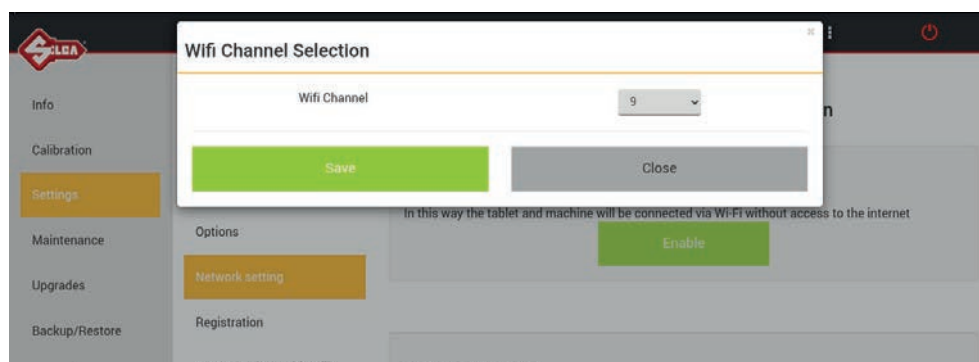 SILCA
Wifi Channel Selection
Wifi Channel
9
Save
Close
Info
Calibration
Settings
Maintenance
Upgrades
Backup/Restore
Options
Network setting
Registration
n
In this way the tablet and machine will be connected via Wi-Fi without access to the internet
Enable